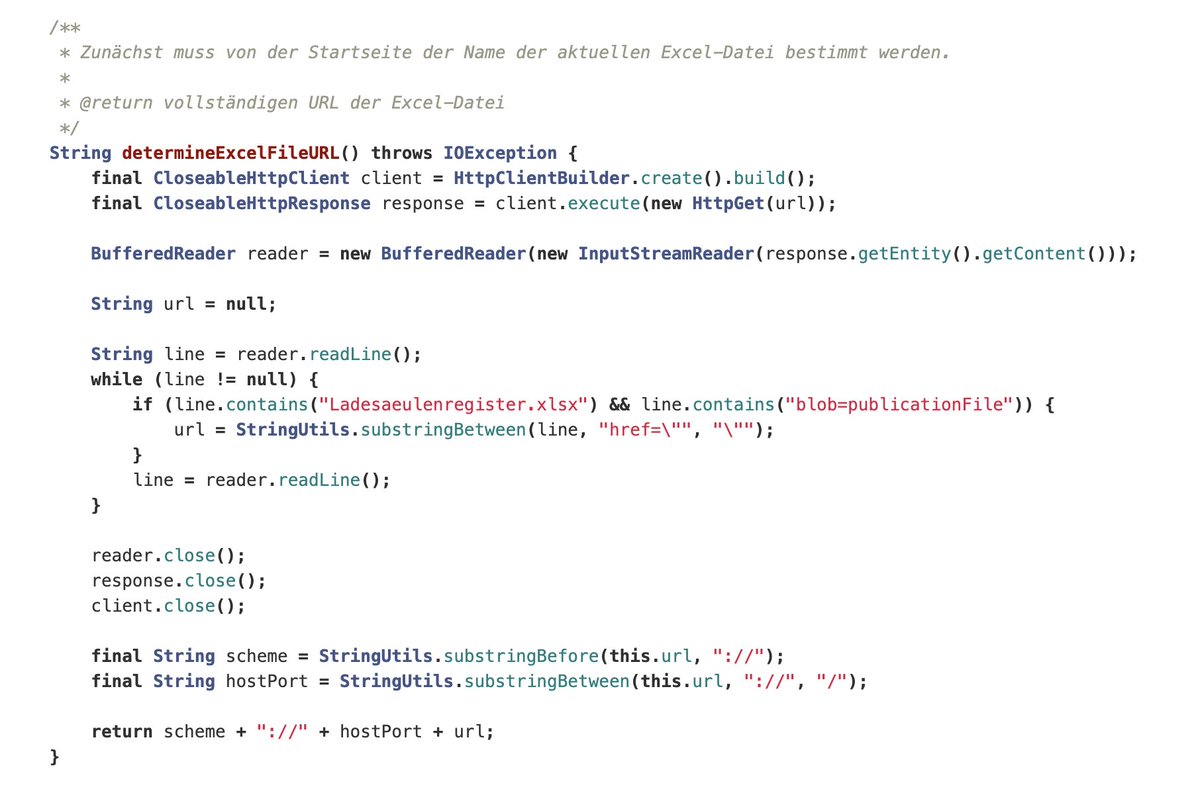 /**
 * Zunächst muss von der Startseite der Name der aktuellen Excel-Datei bestimmt werden.
 *
 * @return vollständigen URL der Excel-Datei
 */
String determineExcelFileURL() throws IOException {
    final CloseableHttpClient client = HttpClientBuilder.create().build();
    final CloseableHttpResponse response = client.execute(new HttpGet(url));

    BufferedReader reader = new BufferedReader(new InputStreamReader(response.getEntity().getContent()));

    String url = null;

    String line = reader.readLine();
    while (line != null) {
        if (line.contains("Ladesaeulenregister.xlsx") && line.contains("blob=publicationFile")) {
            url = StringUtils.substringBetween(line, "href=\"", "\"");
        }
        line = reader.readLine();
    }

    reader.close();
    response.close();
    client.close();

    final String scheme = StringUtils.substringBefore(this.url, "://");
    final String hostPort = StringUtils.substringBetween(this.url, "://", "/");

    return scheme + "://" + hostPort + url;
}